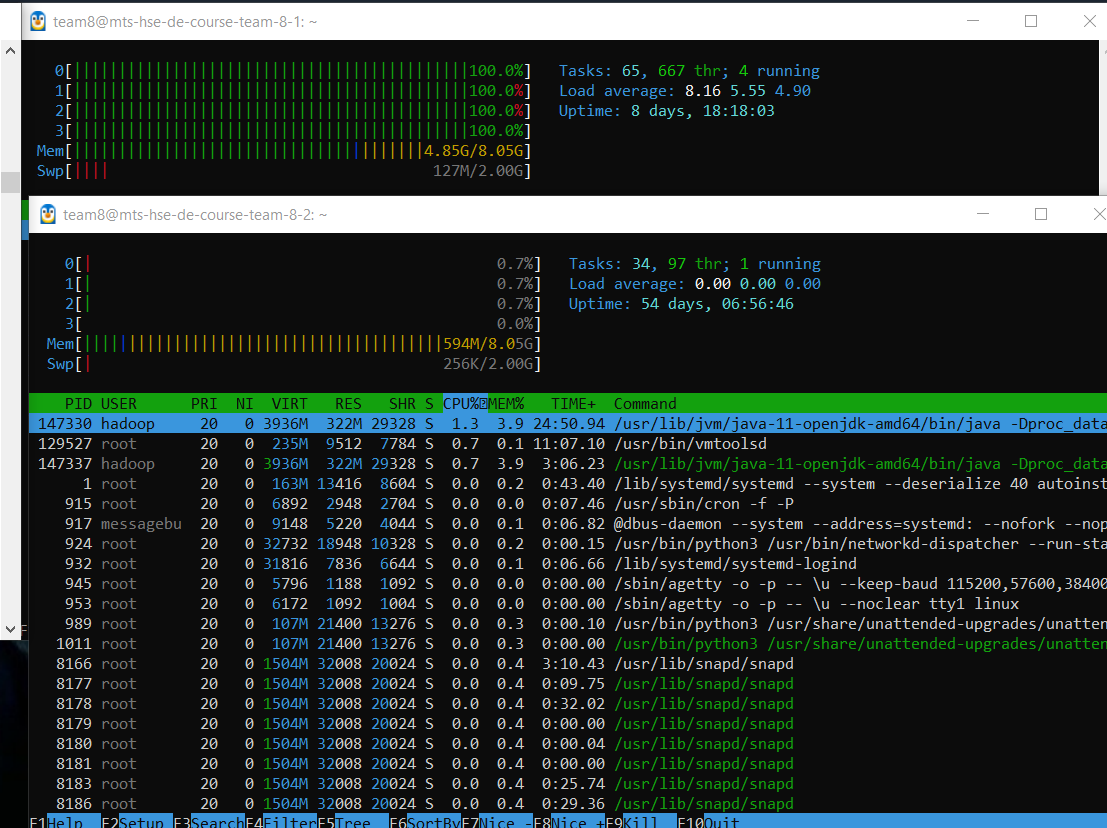 team8@mts-hse-de-course-team-8-1: ~
0[||||||||||||||||||||||||||||||||||||||||||||100.0%] Tasks: 65, 667 thr; 4 running
1[||||||||||||||||||||||||||||||||||||||||||||100.0%] Load average: 8.16 5.55 4.90
2[||||||||||||||||||||||||||||||||||||||||||||100.0%] Uptime: 8 days, 18:18:03
3[||||||||||||||||||||||||||||||||||||||||||||100.0%]
Mem[|||||||||||||||||||||||||||||||||||||||4.85G/8.05G]
Swp[|||| 127M/2.00G]
team8@mts-hse-de-course-team-8-2: ~
0[| 0.7%] Tasks: 34, 97 thr; 1 running
1[| 0.7%] Load average: 0.00 0.00 0.00
2[| 0.7%] Uptime: 54 days, 06:56:46
3[ 0.0%]
Mem[||||||||||||||||||||||||||||||||||||||||594M/8.05G]
Swp[| 256K/2.00G]
PID USER PRI NI VIRT RES SHR S CPU% MEM% TIME+ Command
147330 hadoop 20 0 3936M 322M 29328 S 1.3 3.9 24:50.94 /usr/lib/jvm/java-11-openjdk-amd64/bin/java -Dproc_data
129527 root 20 0 235M 9512 7784 S 0.7 0.1 11:07.10 /usr/bin/vmtoolsd
147337 hadoop 20 0 3936M 322M 29328 S 0.7 3.9 3:06.23 /usr/lib/jvm/java-11-openjdk-amd64/bin/java -Dproc_data
1 root 20 0 163M 13416 8604 S 0.0 0.2 0:43.40 /lib/systemd/systemd --system --deserialize 40 autoinst
915 root 20 0 6892 2948 2704 S 0.0 0.0 0:07.46 /usr/sbin/cron -f -P
917 messagebu 20 0 9148 5220 4044 S 0.0 0.1 0:06.82 @dbus-daemon --system --address=systemd: --nofork --nop
924 root 20 0 32732 18948 10328 S 0.0 0.2 0:00.15 /usr/bin/python3 /usr/bin/networkd-dispatcher --run-sta
932 root 20 0 31816 7836 6644 S 0.0 0.1 0:06.66 /lib/systemd/systemd-logind
945 root 20 0 5796 1188 1092 S 0.0 0.0 0:00.00 /sbin/agetty -o -p -- \u --keep-baud 115200,57600,38400
953 root 20 0 6172 1092 1004 S 0.0 0.0 0:00.00 /sbin/agetty -o -p -- \u --noclear tty1 linux
989 root 20 0 107M 21400 13276 S 0.0 0.3 0:00.10 /usr/bin/python3 /usr/share/unattended-upgrades/unatten
1011 root 20 0 107M 21400 13276 S 0.0 0.3 0:00.00 /usr/bin/python3 /usr/share/unattended-upgrades/unatten
8166 root 20 0 1504M 32008 20024 S 0.0 0.4 3:10.43 /usr/lib/snapd/snapd
8177 root 20 0 1504M 32008 20024 S 0.0 0.4 0:09.75 /usr/lib/snapd/snapd
8178 root 20 0 1504M 32008 20024 S 0.0 0.4 0:32.02 /usr/lib/snapd/snapd
8179 root 20 0 1504M 32008 20024 S 0.0 0.4 0:00.00 /usr/lib/snapd/snapd
8180 root 20 0 1504M 32008 20024 S 0.0 0.4 0:00.04 /usr/lib/snapd/snapd
8181 root 20 0 1504M 32008 20024 S 0.0 0.4 0:00.00 /usr/lib/snapd/snapd
8183 root 20 0 1504M 32008 20024 S 0.0 0.4 0:25.74 /usr/lib/snapd/snapd
8186 root 20 0 1504M 32008 20024 S 0.0 0.4 0:29.36 /usr/lib/snapd/snapd
F1Help F2Setup F3SearchF4FilterF5Tree F6SortByF7Nice -F8Nice +F9Kill F10Quit